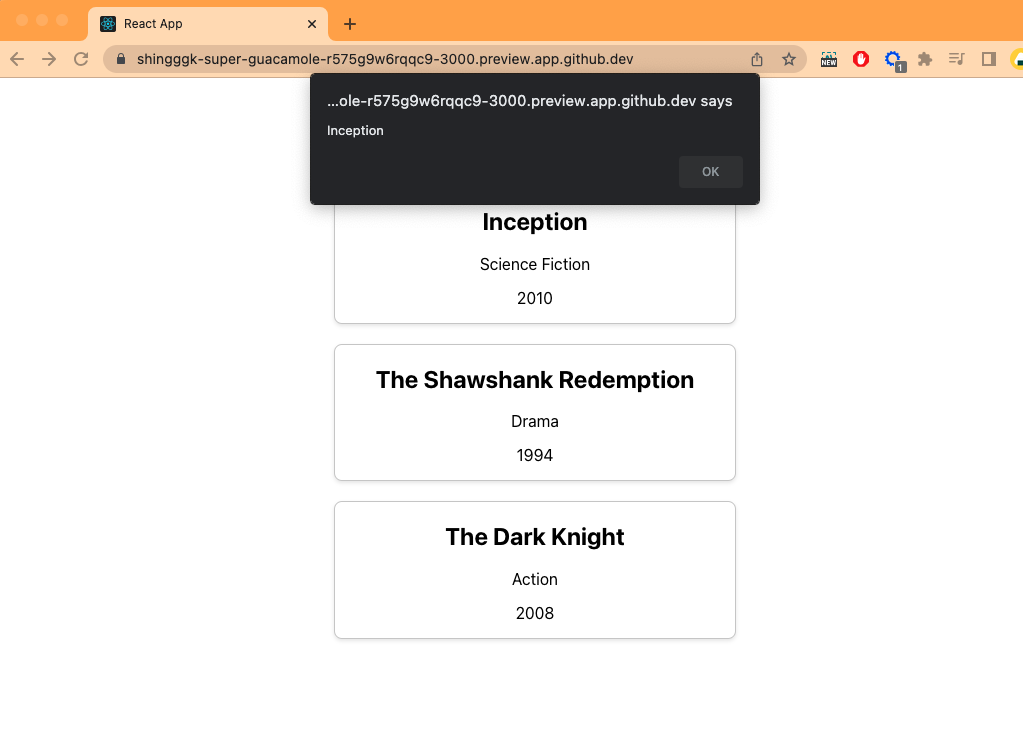 React App
shingggk-super-guacamole-r575g9w6rqqc9-3000.preview.app.github.dev
NEW
1
...ole-r575g9w6rqqc9-3000.preview.app.github.dev says
Inception
OK
Inception
Science Fiction
2010
The Shawshank Redemption
Drama
1994
The Dark Knight
Action
2008